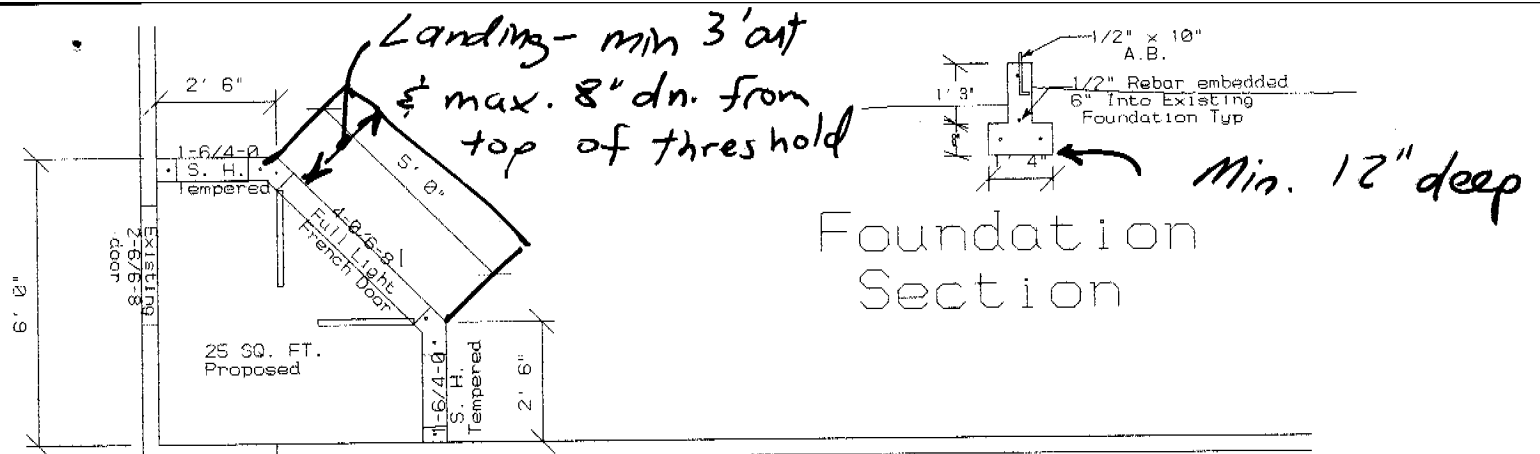 Landing - min 3' out
& max. 8" dn. from
top of threshold
1/2" x 10"
A.B.
1/2" Rebar embedded
6" Into Existing
Foundation Typ
1' 3"
8"
1' 4"
Min. 12" deep
Foundation
Section
2' 6"
1-6/4-0
S. H.
Tempered
5' 0"
4-0/6-8
Full Light
French Door
Existing
2-6/6-8
door
6' 0"
25 SQ. FT.
Proposed
1-6/4-0
S. H.
Tempered
2' 6"